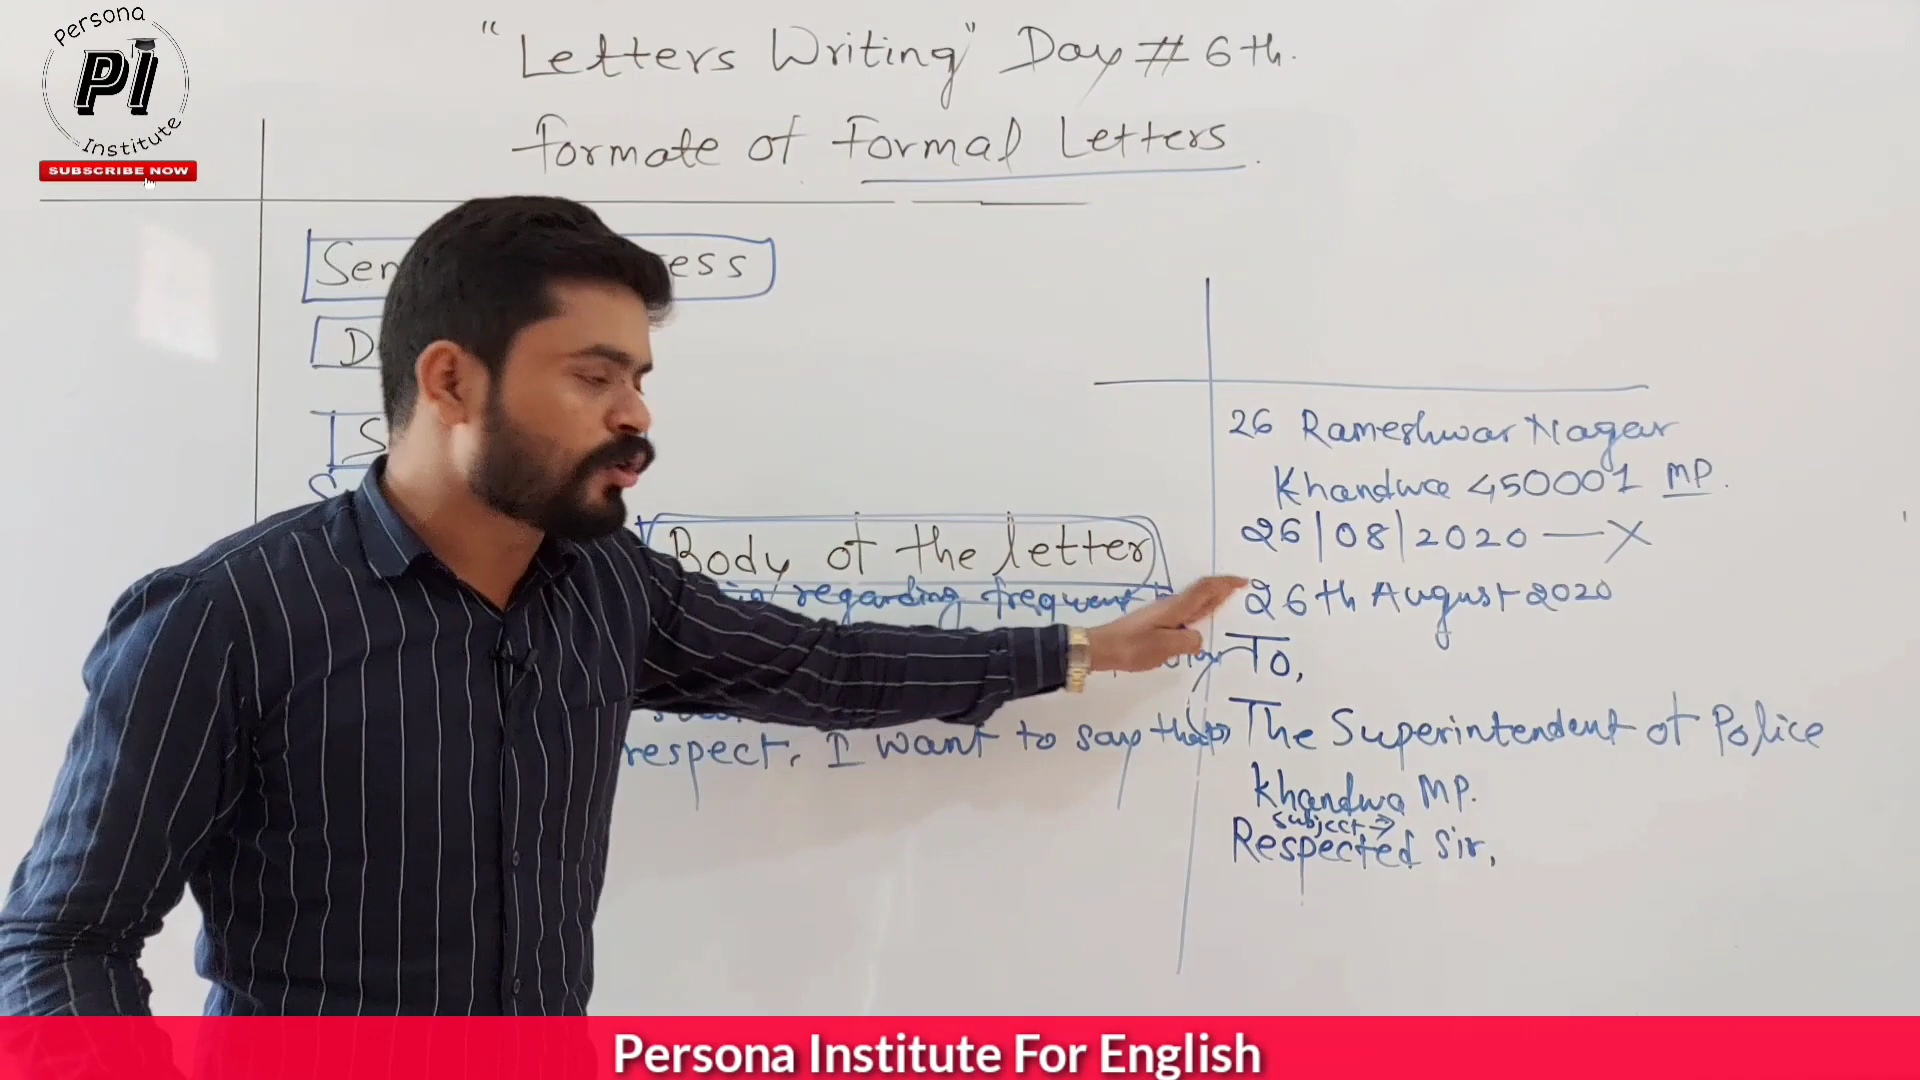 Persona
PI
Institute
SUBSCRIBE NOW
"Letters Writing" Day # 6th.
formate of Formal Letters.
Sen ess
D
S
Body of the letter
regarding frequent
respect, I want to say that
26 Rameshwar Nagar
Khandwa 450001 MP.
26/08/2020 — X
26th August 2020
To,
The Superintendent of Police
Khandwa MP.
subject →
Respected Sir,
Persona Institute For English